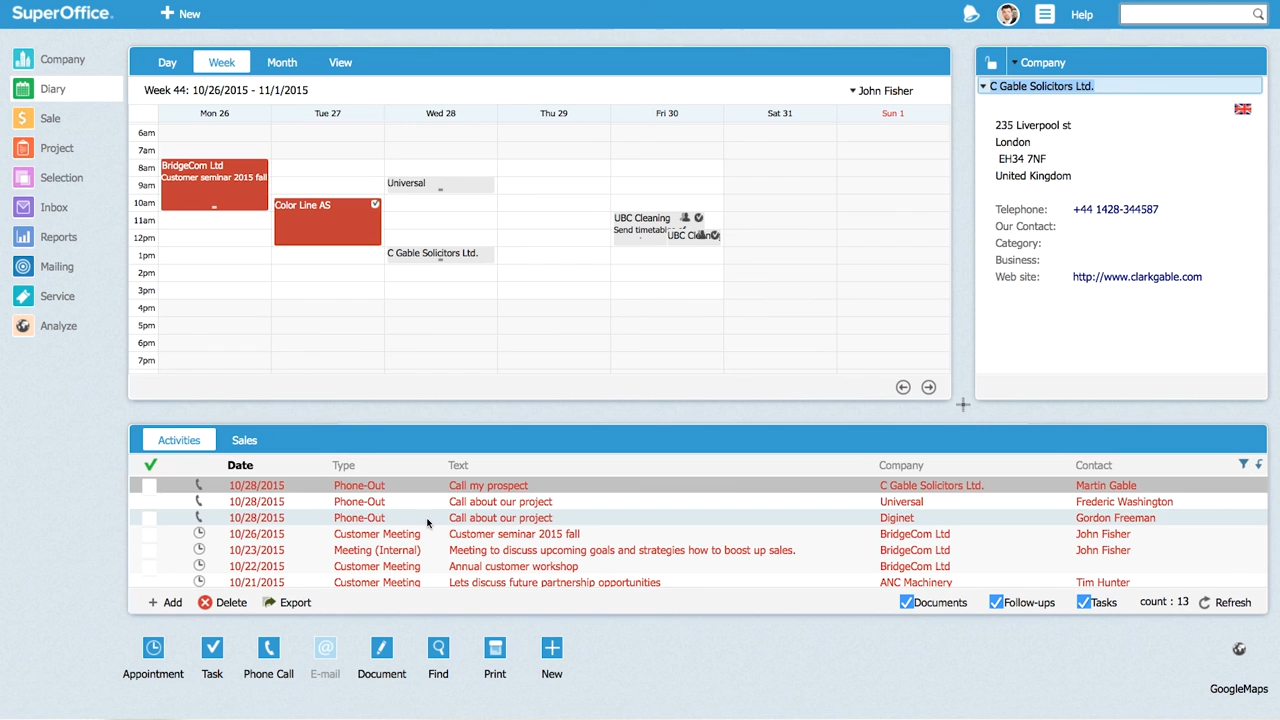 SuperOffice.
New
Help
Company
Diary
Sale
Project
Selection
Inbox
Reports
Mailing
Service
Analyze
Day Week Month View
Week 44: 10/26/2015 - 11/1/2015
John Fisher
Mon 26 Tue 27 Wed 28 Thu 29 Fri 30 Sat 31 Sun 1
6am
7am
8am
9am
10am
11am
12pm
1pm
2pm
3pm
4pm
5pm
6pm
7pm
BridgeCom Ltd
Customer seminar 2015 fall
Color Line AS
Universal
C Gable Solicitors Ltd.
UBC Cleaning
Send timetable
UBC Cleaning
Company
C Gable Solicitors Ltd.
235 Liverpool st
London
EH34 7NF
United Kingdom
Telephone: +44 1428-344587
Our Contact:
Category:
Business:
Web site: http://www.clarkgable.com
Activities Sales
Date Type Text Company Contact
10/28/2015 Phone-Out Call my prospect C Gable Solicitors Ltd. Martin Gable
10/28/2015 Phone-Out Call about our project Universal Frederic Washington
10/28/2015 Phone-Out Call about our project Diginet Gordon Freeman
10/26/2015 Customer Meeting Customer seminar 2015 fall BridgeCom Ltd John Fisher
10/23/2015 Meeting (Internal) Meeting to discuss upcoming goals and strategies how to boost up sales. BridgeCom Ltd John Fisher
10/22/2015 Customer Meeting Annual customer workshop BridgeCom Ltd
10/21/2015 Customer Meeting Lets discuss future partnership opportunities ANC Machinery Tim Hunter
+ Add Delete Export Documents Follow-ups Tasks count : 13 Refresh
Appointment Task Phone Call E-mail Document Find Print New
GoogleMaps